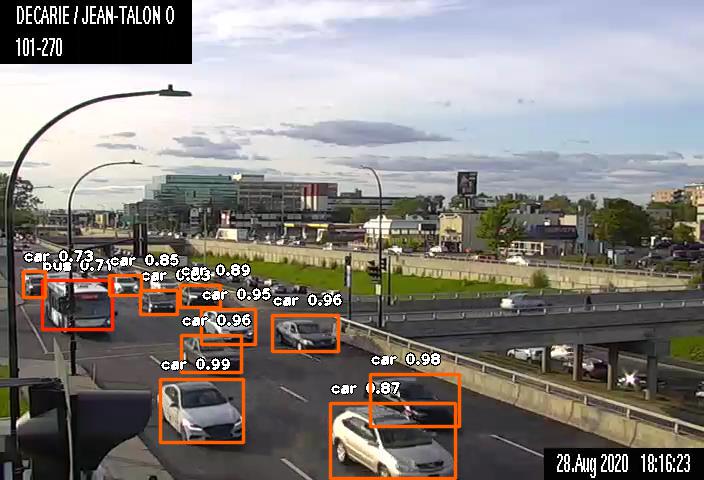 DECARIE / JEAN-TALON O
101-270
car 0.73
bus 0.71
car 0.85
car 0.89
car 0.95
car 0.96
car 0.96
car 0.99
car 0.98
car 0.87
28.Aug 2020 18:16:23